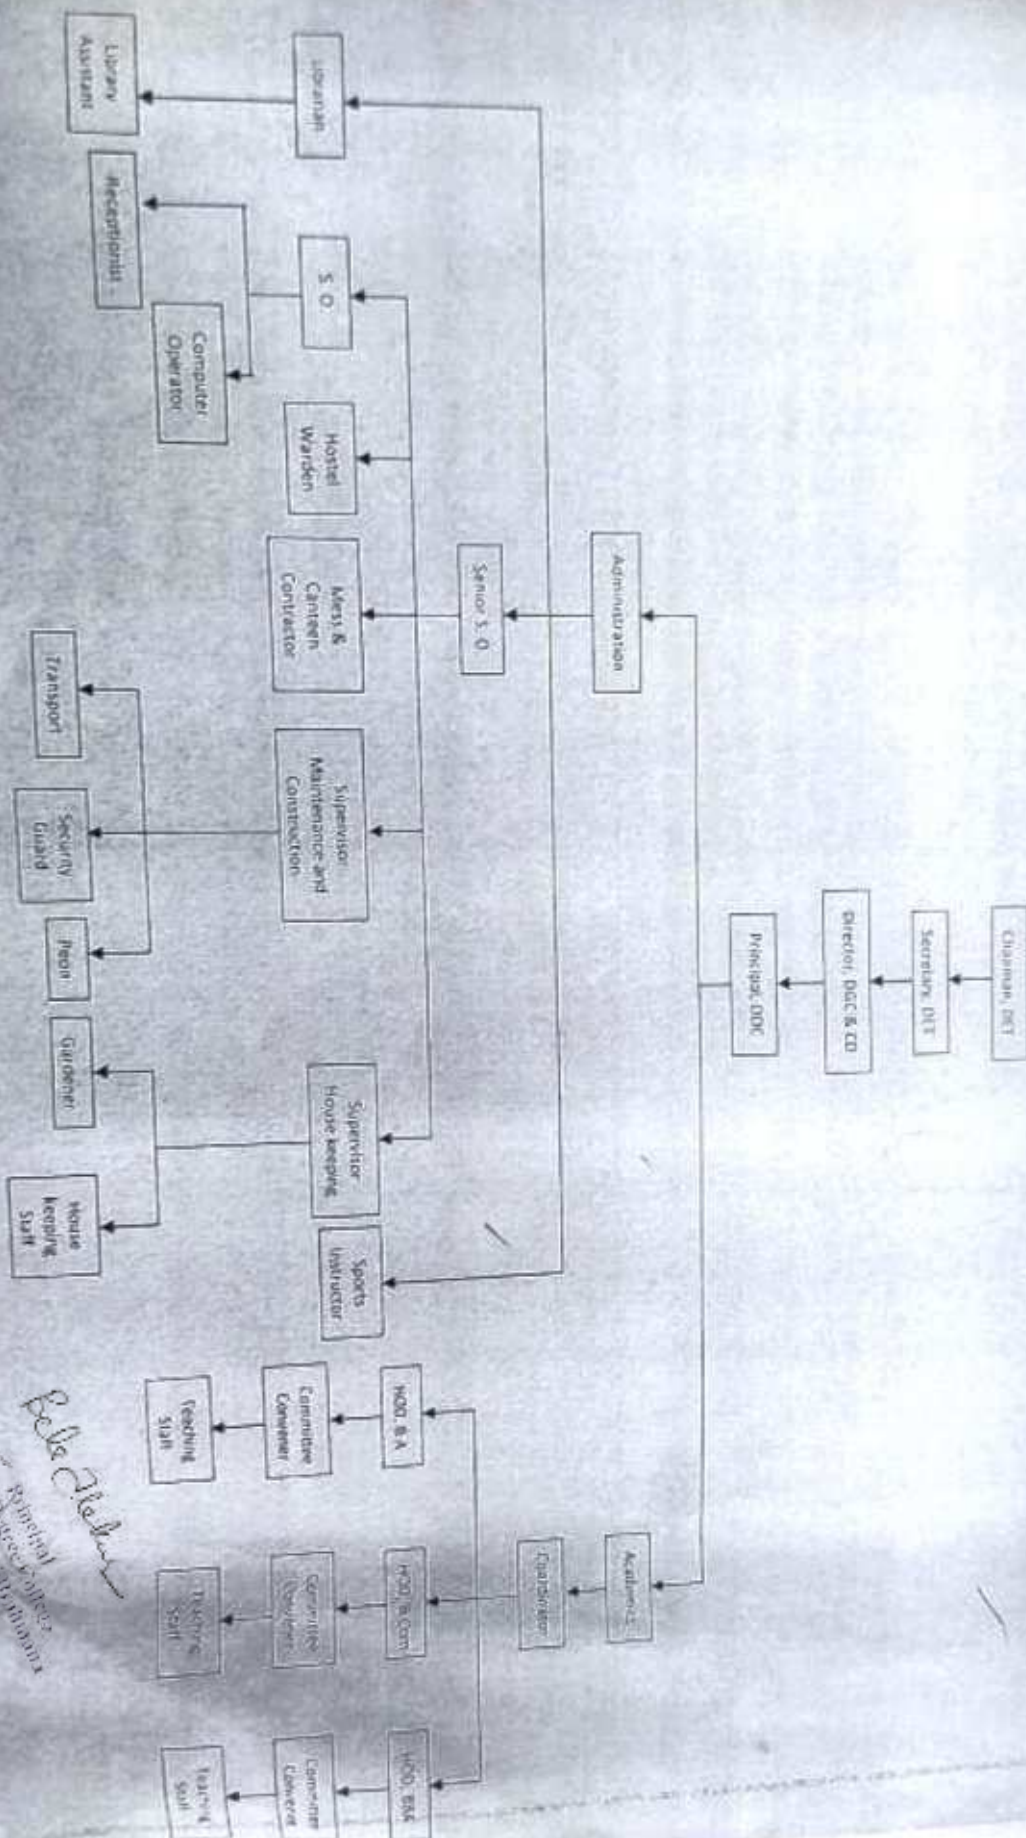 Chairman, DET
Secretary, DET
Director, DGC & CD
Principal, DDC
Administration
Academics
Senior S. O.
Coordinator
Librarian
S. O
Hostel
Warden
Mess &
Canteen
Contractor
Supervisor
Maintenance and
Construction
Supervisor
House keeping
Sports
Instructor
HOD, B.A
HOD, B.Com
HOD,
Committee
Convener
Committee
Convener
Committee
Convener
Library
Assistant
Receptionist
Computer
Operator
Transport
Security
Guard
Peon
Gardener
House
keeping
Staff
Teaching
Staff
Teaching
Staff
Teaching
Staff
Principal